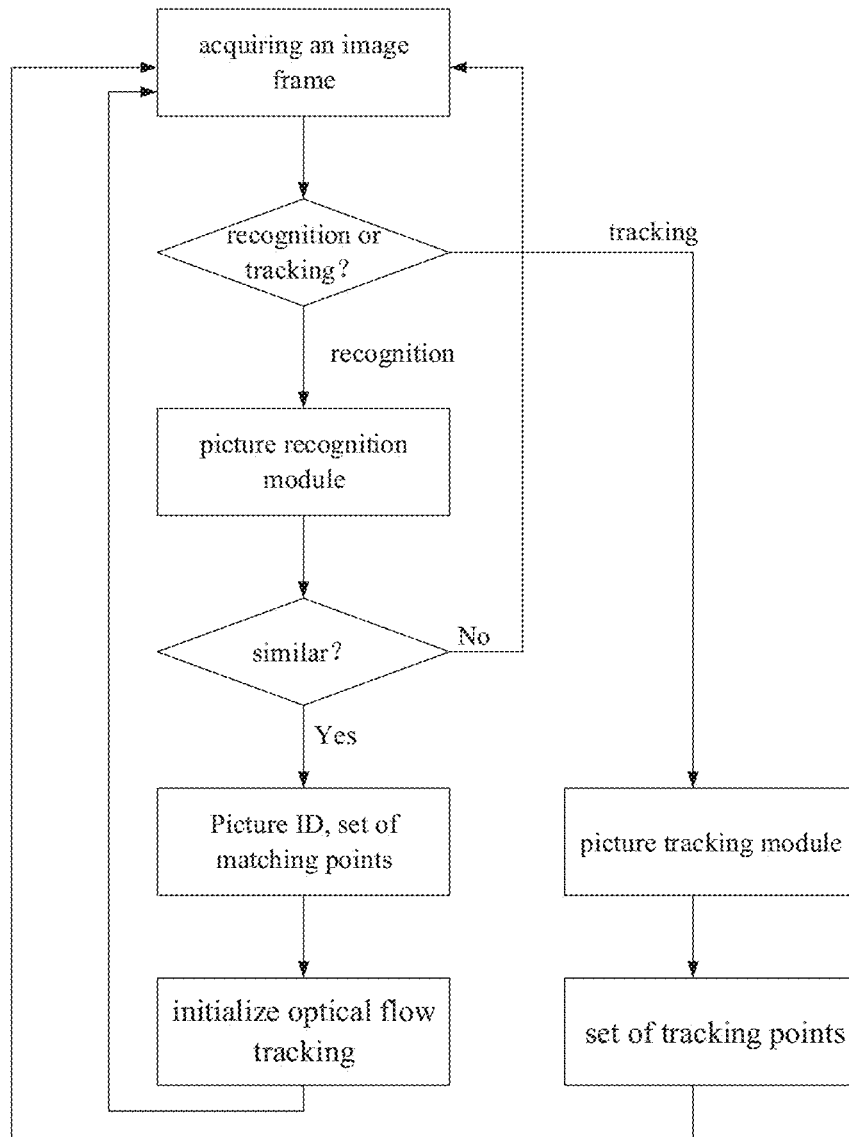 acquiring an image
frame
recognition or
tracking?
tracking
recognition
picture recognition
module
similar?
No
Yes
Picture ID, set of
matching points
picture tracking module
initialize optical flow
tracking
set of tracking points